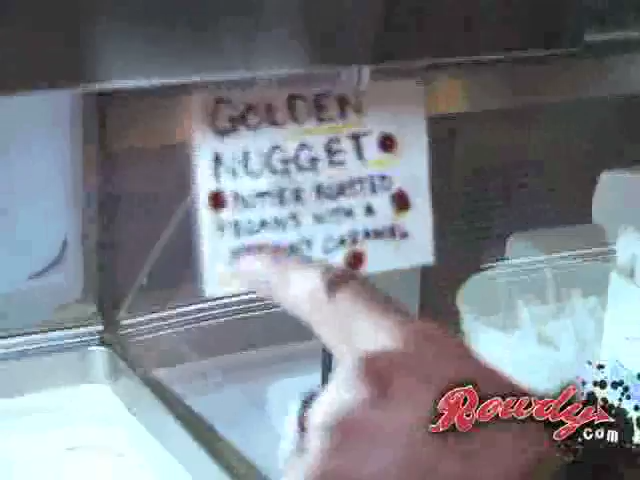 GOLDEN
NUGGET
BUTTER ROASTED
PECANS WITH A
CARAMEL
Rowdy
.com